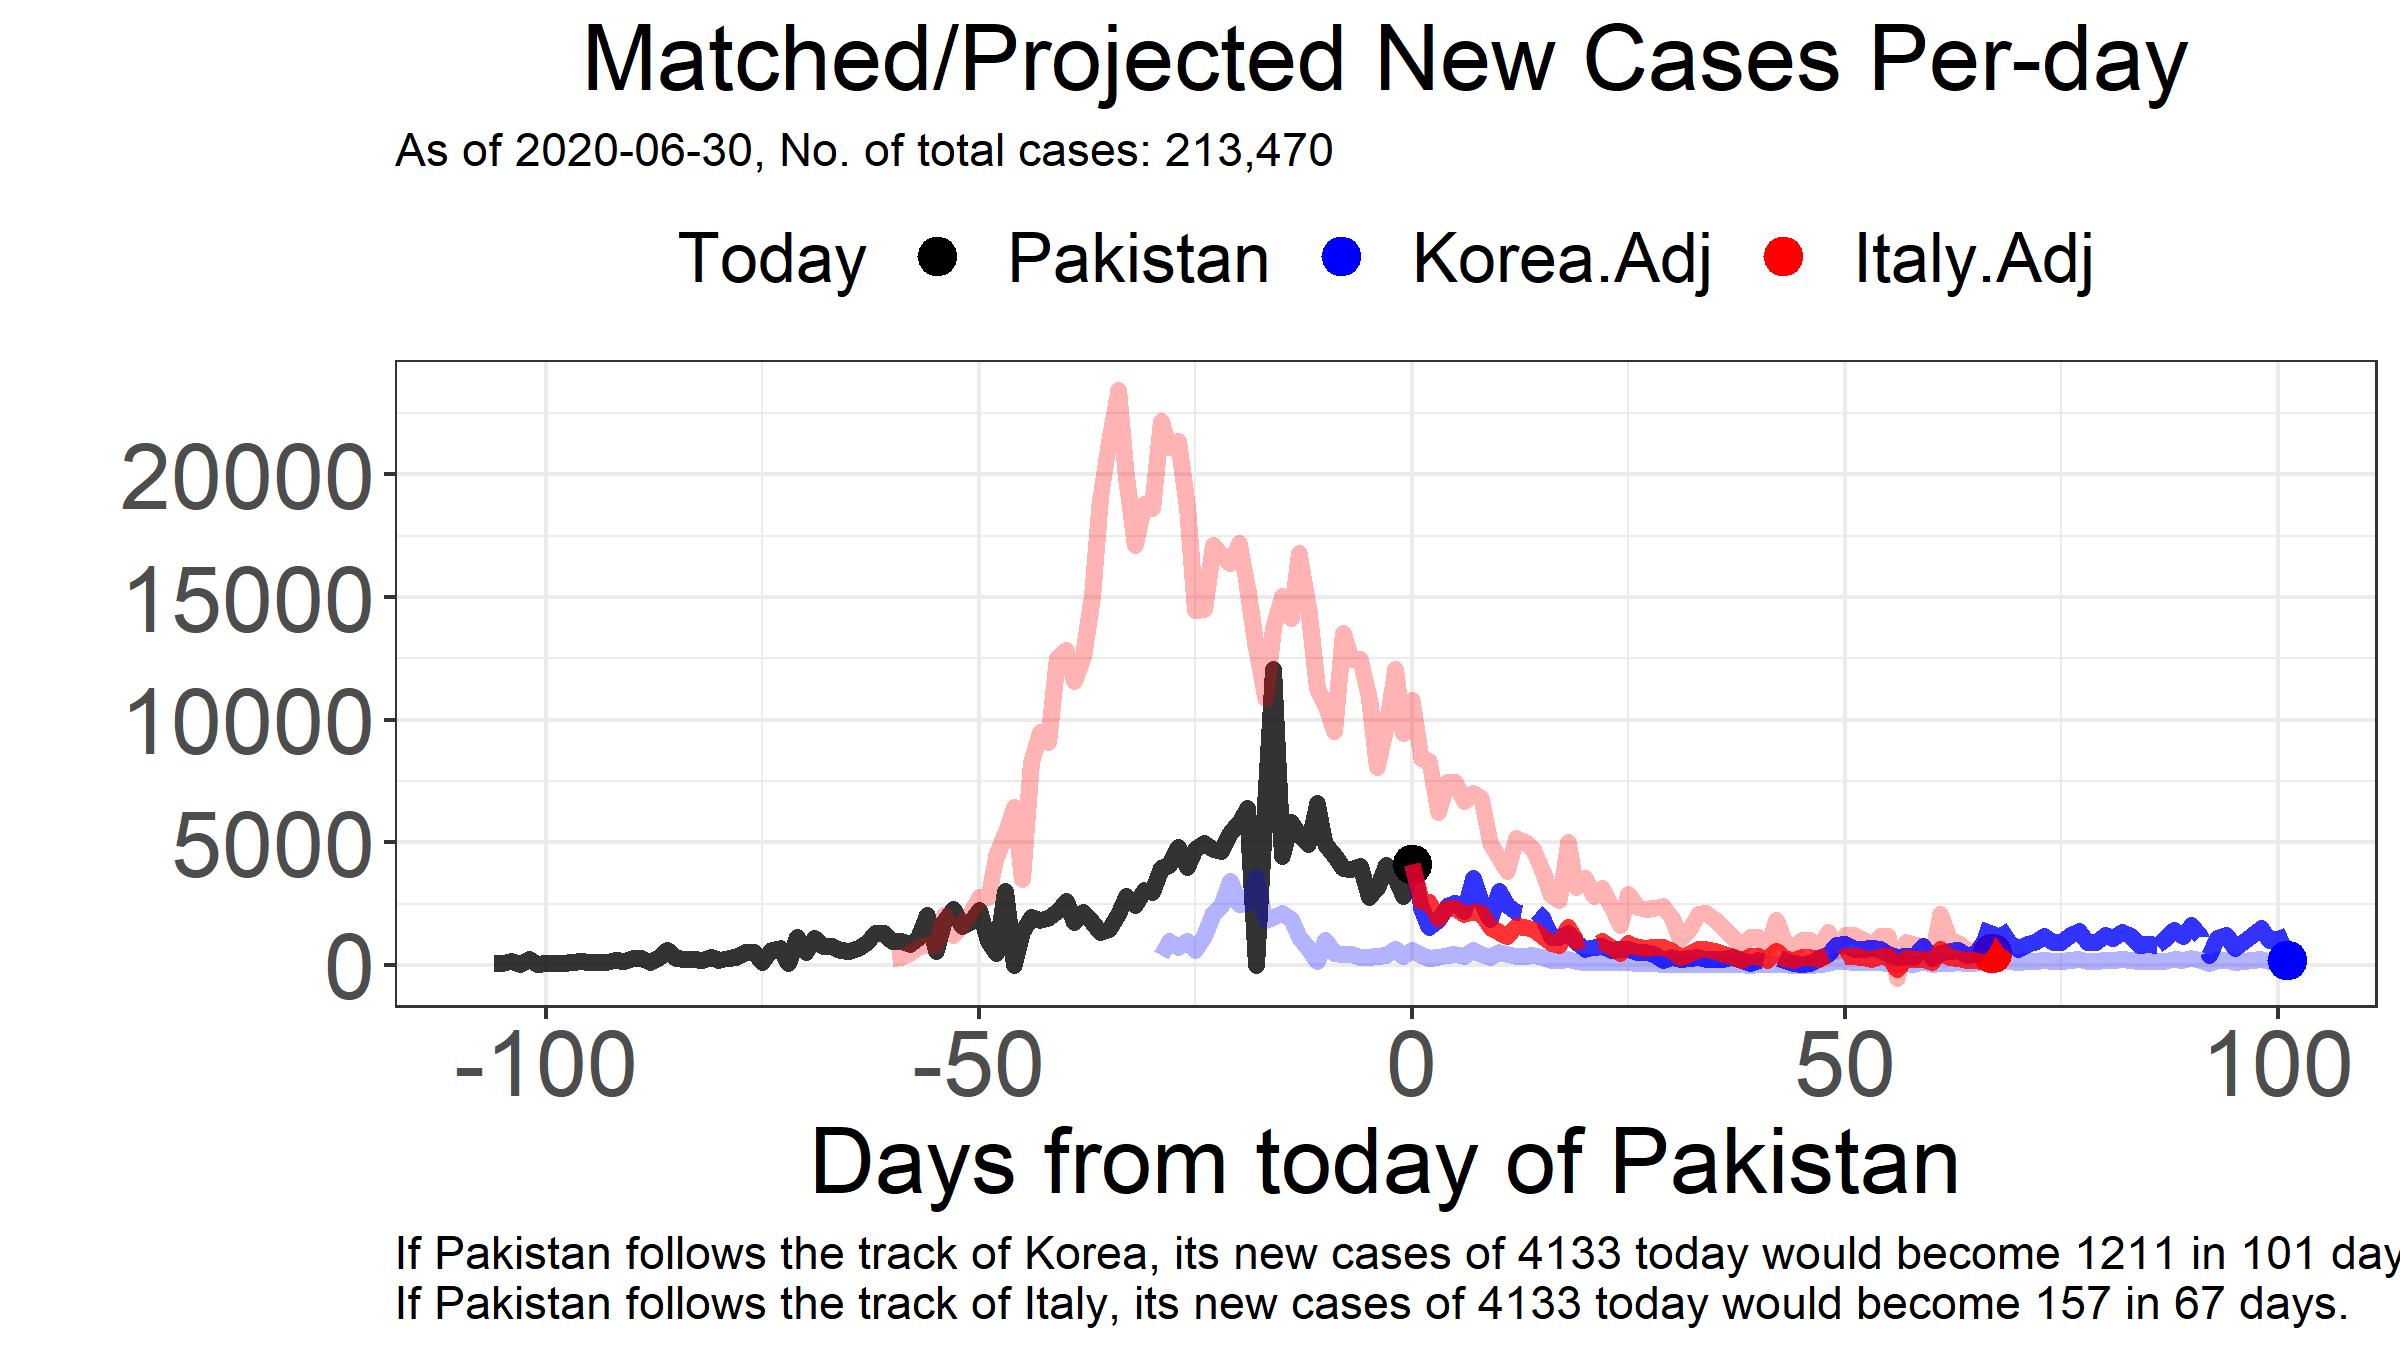 Matched/Projected New Cases Per-day
As of 2020-06-30, No. of total cases: 213,470
Today Pakistan Korea.Adj Italy.Adj
20000
15000
10000
5000
0
-100 -50 0 50 100
Days from today of Pakistan
If Pakistan follows the track of Korea, its new cases of 4133 today would become 1211 in 101 day
If Pakistan follows the track of Italy, its new cases of 4133 today would become 157 in 67 days.